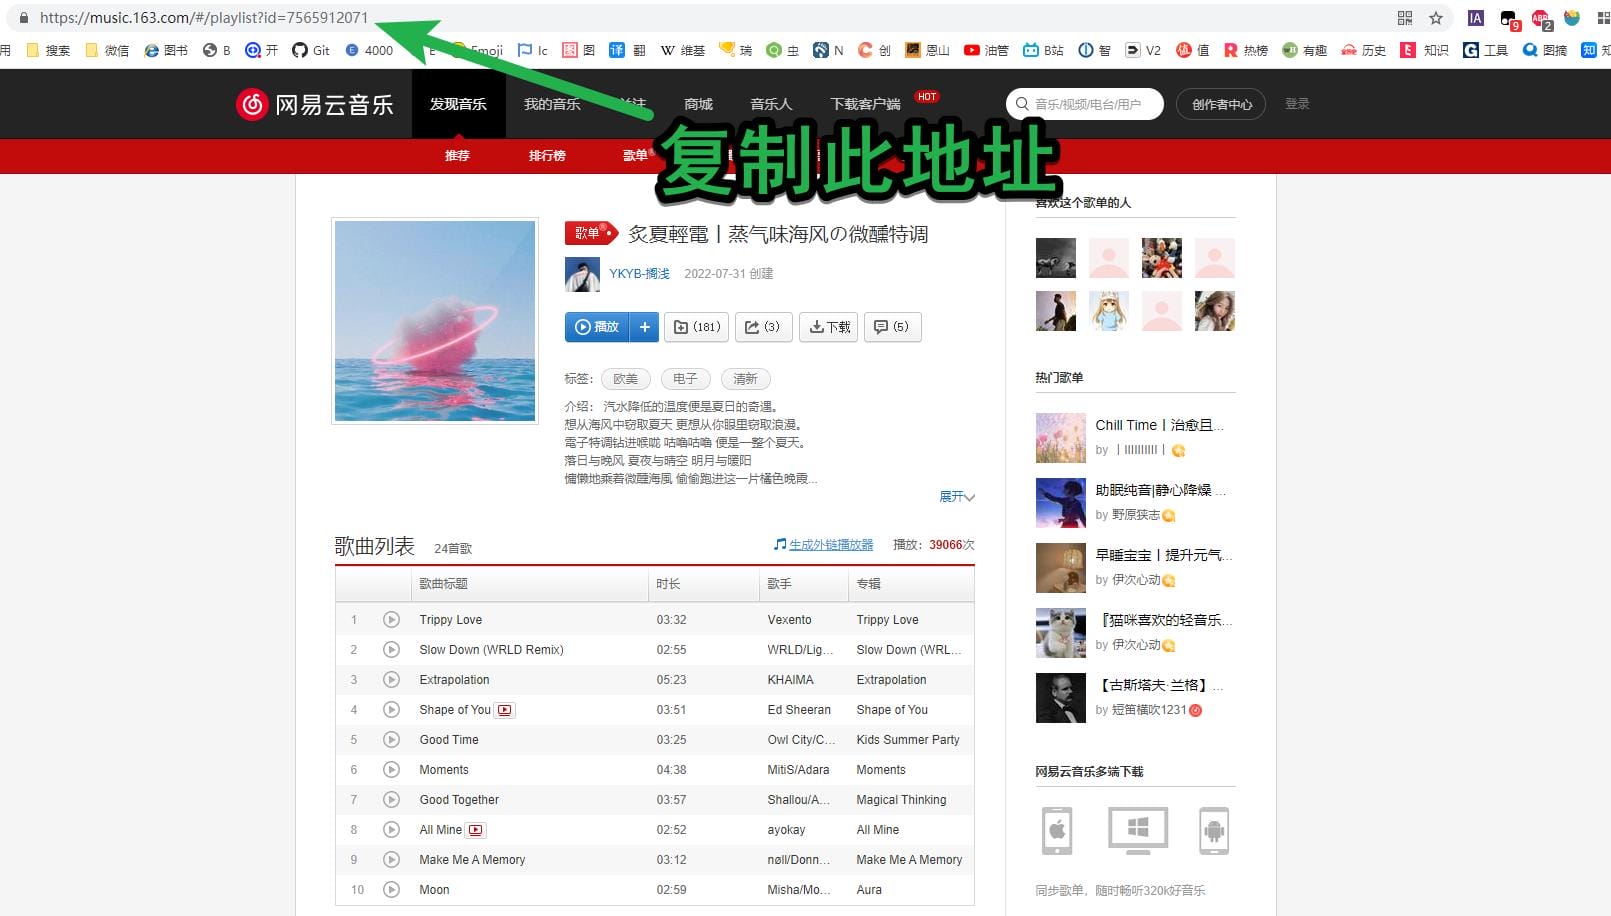 https://music.163.com/#/playlist?id=7565912071
IA 9 ABP 2
用 搜索 微信 图书 B 开 Git 4000 E Emoji Ic 图 翻 维基 瑞 虫 N 创 恩山 油管 B站 智 V2 值 热榜 有趣 历史 知识 工具 图摘
网易云音乐 发现音乐 我的音乐 关注 商城 音乐人 下载客户端 HOT 音乐/视频/电台/用户 创作者中心 登录
推荐 排行榜 歌单
复制此地址
歌单 炙夏輕電丨蒸气味海风の微醺特调
YKYB-搁浅 2022-07-31 创建
播放 + (181) (3) 下载 (5)
标签： 欧美 电子 清新
介绍： 汽水降低的温度便是夏日的奇遇。
想从海风中窃取夏天 更想从你眼里窃取浪漫。
電子特调钻进喉咙 咕噜咕噜 便是一整个夏天。
落日与晚风 夏夜与晴空 明月与暖阳
慵懒地乘着微醺海風 偷偷跑进这一片橘色晚霞...
展开
歌曲列表 24首歌 生成外链播放器 播放：39066次
歌曲标题 时长 歌手 专辑
1 Trippy Love 03:32 Vexento Trippy Love
2 Slow Down (WRLD Remix) 02:55 WRLD/Lig... Slow Down (WRL...
3 Extrapolation 05:23 KHAIMA Extrapolation
4 Shape of You 03:51 Ed Sheeran Shape of You
5 Good Time 03:25 Owl City/C... Kids Summer Party
6 Moments 04:38 MitiS/Adara Moments
7 Good Together 03:57 Shallou/A... Magical Thinking
8 All Mine 02:52 ayokay All Mine
9 Make Me A Memory 03:12 nøll/Donn... Make Me A Memory
10 Moon 02:59 Misha/Mo... Aura
喜欢这个歌单的人
热门歌单
Chill Time丨治愈且...
by
助眠纯音|静心降燥 ...
by 野原狭志
早睡宝宝丨提升元气...
by 伊次心动
『猫咪喜欢的轻音乐...
by 伊次心动
【古斯塔夫·兰格】...
by 短笛横吹1231
网易云音乐多端下载
同步歌单，随时畅听320k好音乐